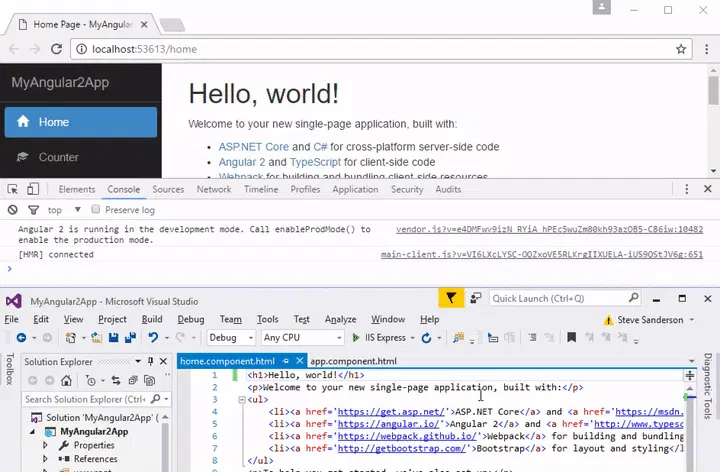 Home Page - MyAngular
localhost:53613/home
MyAngular2App
Home
Counter
Hello, world!
Welcome to your new single-page application, built with:
ASP.NET Core and C# for cross-platform server-side code
Angular 2 and TypeScript for client-side code
Webpack for building and bundling client-side resources
Elements Console Sources Network Timeline Profiles Application Security Audits
top Preserve log
Angular 2 is running in the development mode. Call enableProdMode() to
enable the production mode.
vendor.js?v=e4DMFwv9izN_RYiA_hPEc5wuZm80kh93azOB5-C86iw:10482
[HMR] connected
main-client.js?v=VI6LXcLYSC-OQZxoVE5RLKrgIIXUELA-iU59OStJV6g:651
MyAngular2App - Microsoft Visual Studio
Quick Launch (Ctrl+Q)
File Edit View Project Build Debug Team Tools Test Analyze Window Help
Steve Sanderson
Debug Any CPU IIS Express
Toolbox
Solution Explorer
Search Solution Explorer (Ctrl+
Solution 'MyAngular2App' (
MyAngular2App
Properties
References
home.component.html app.component.html
1 <h1>Hello, world!</h1>
2 <p>Welcome to your new single-page application, built with:</p>
3 <ul>
4 <li><a href='https://get.asp.net/'>ASP.NET Core</a> and <a href='https://msdn.
5 <li><a href='https://angular.io/'>Angular 2</a> and <a href='http://www.typesc
6 <li><a href='https://webpack.github.io/'>Webpack</a> for building and bundling
7 <li><a href='http://getbootstrap.com/'>Bootstrap</a> for layout and styling</l
8 </ul>
Diagnostic Tools